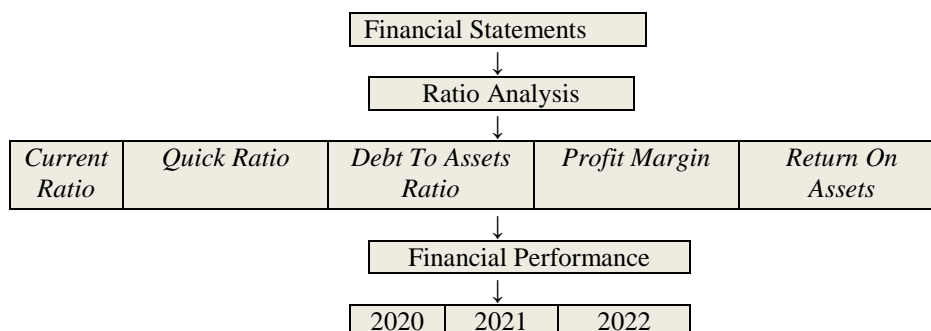 Financial Statements
↓
Ratio Analysis
↓
Current Ratio Quick Ratio Debt To Assets Ratio Profit Margin Return On Assets
↓
Financial Performance
↓
2020 2021 2022